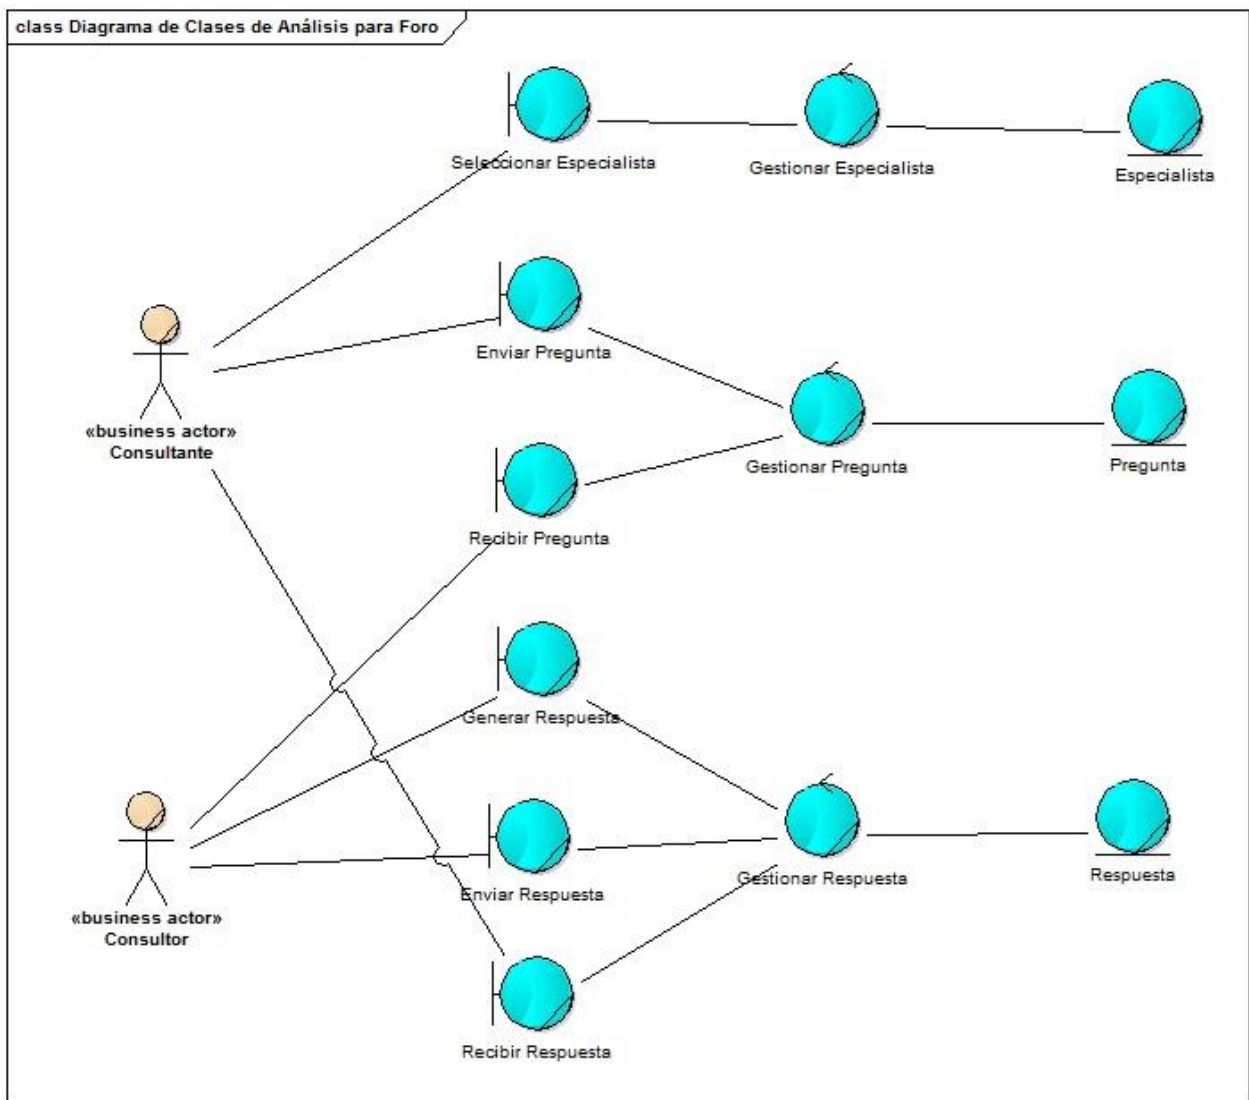 class Diagrama de Clases de Análisis para Foro
Seleccionar Especialista
Gestionar Especialista
Especialista
Enviar Pregunta
«business actor»
Consultante
Gestionar Pregunta
Pregunta
Recibir Pregunta
Generar Respuesta
Enviar Respuesta
Gestionar Respuesta
Respuesta
«business actor»
Consultor
Recibir Respuesta